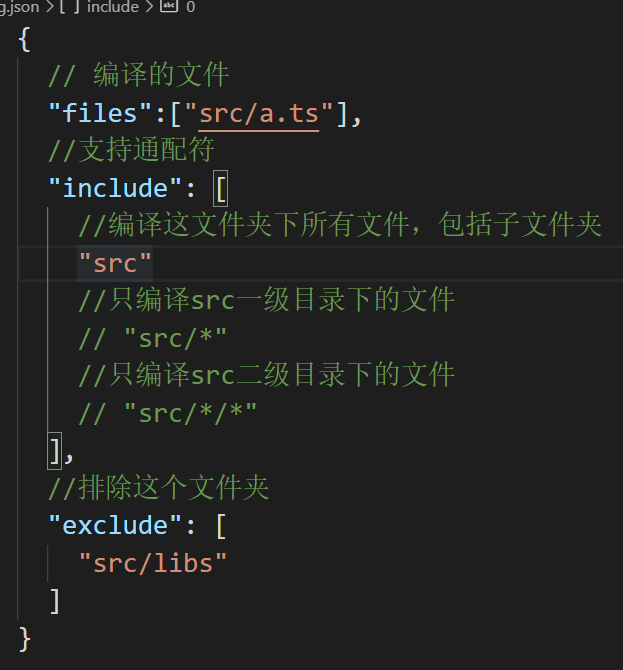 g.json > [ ] include > abc 0
{
// 编译的文件
"files":["src/a.ts"],
//支持通配符
"include": [
//编译这文件夹下所有文件，包括子文件夹
"src"
//只编译src一级目录下的文件
// "src/*"
//只编译src二级目录下的文件
// "src/*/*"
],
//排除这个文件夹
"exclude": [
"src/libs"
]
}